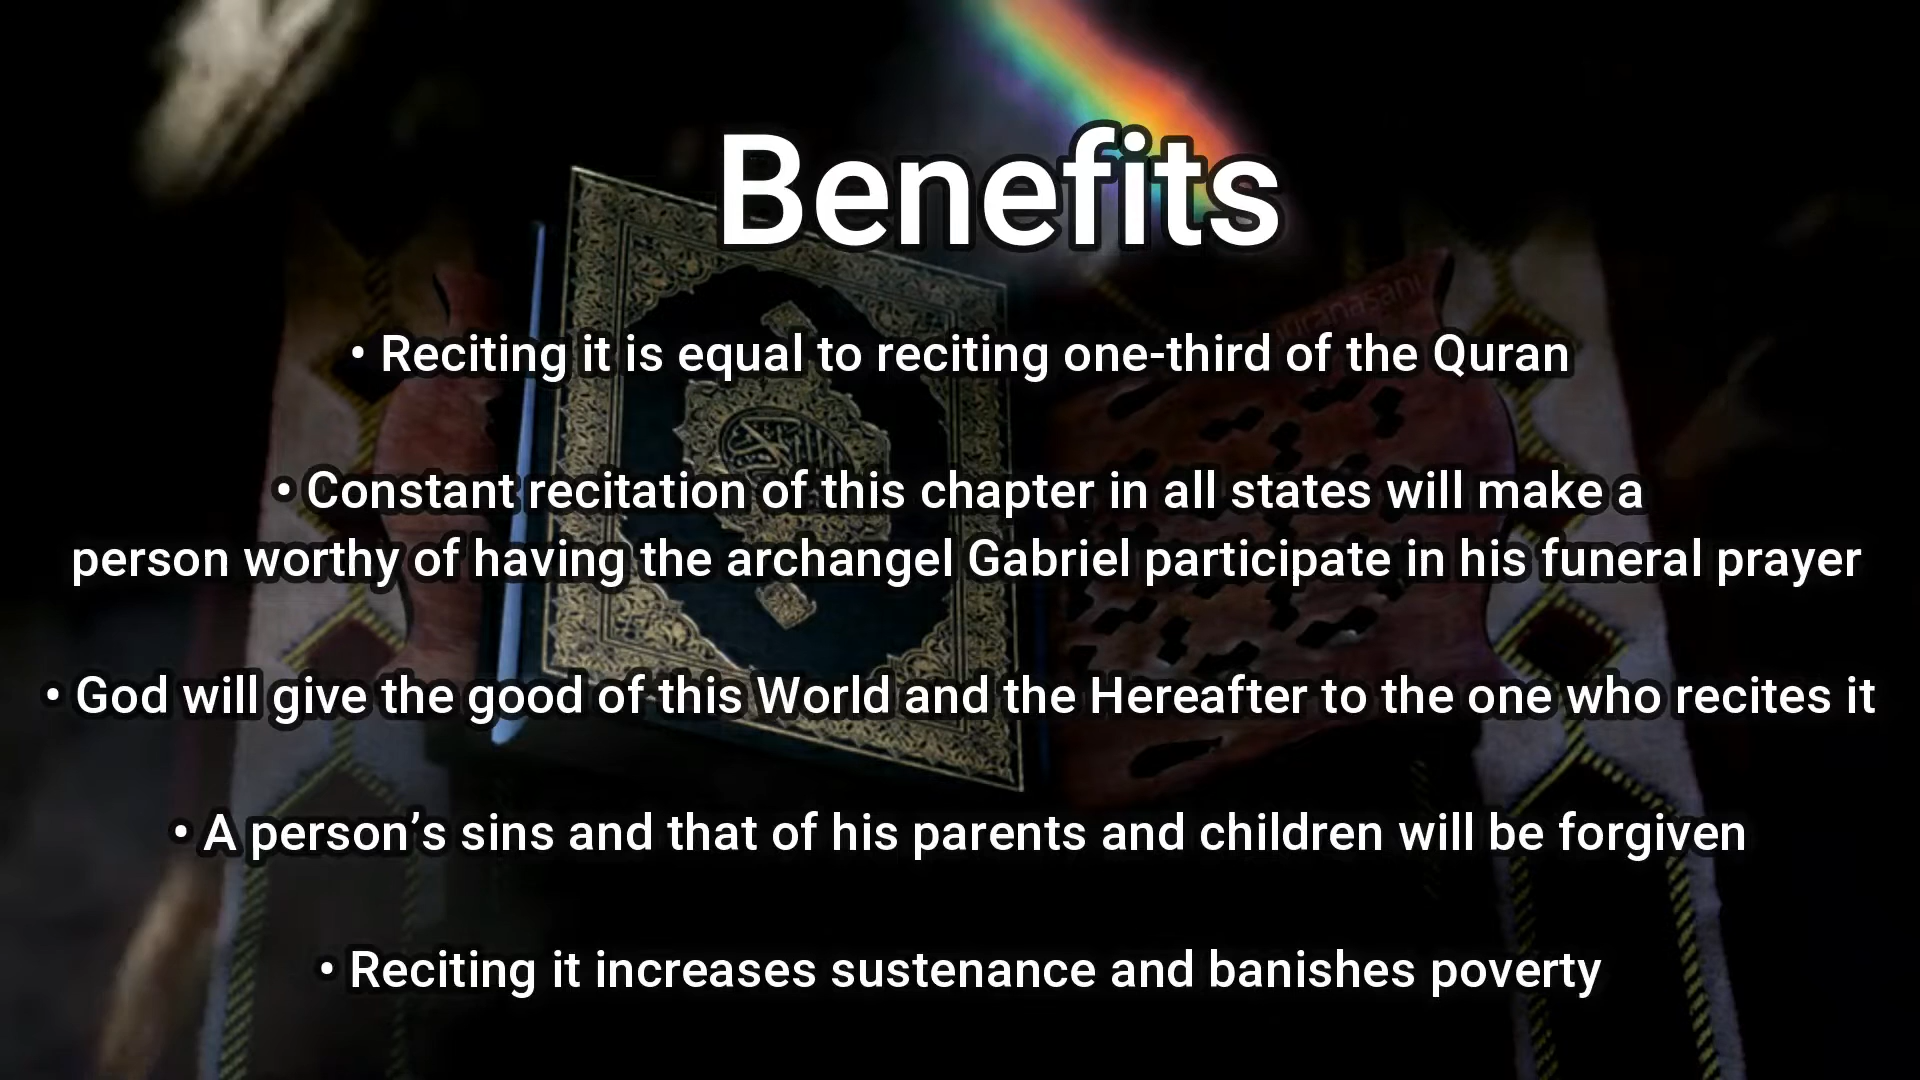 Benefits
• Reciting it is equal to reciting one-third of the Quran
• Constant recitation of this chapter in all states will make a
person worthy of having the archangel Gabriel participate in his funeral prayer
• God will give the good of this World and the Hereafter to the one who recites it
• A person’s sins and that of his parents and children will be forgiven
• Reciting it increases sustenance and banishes poverty